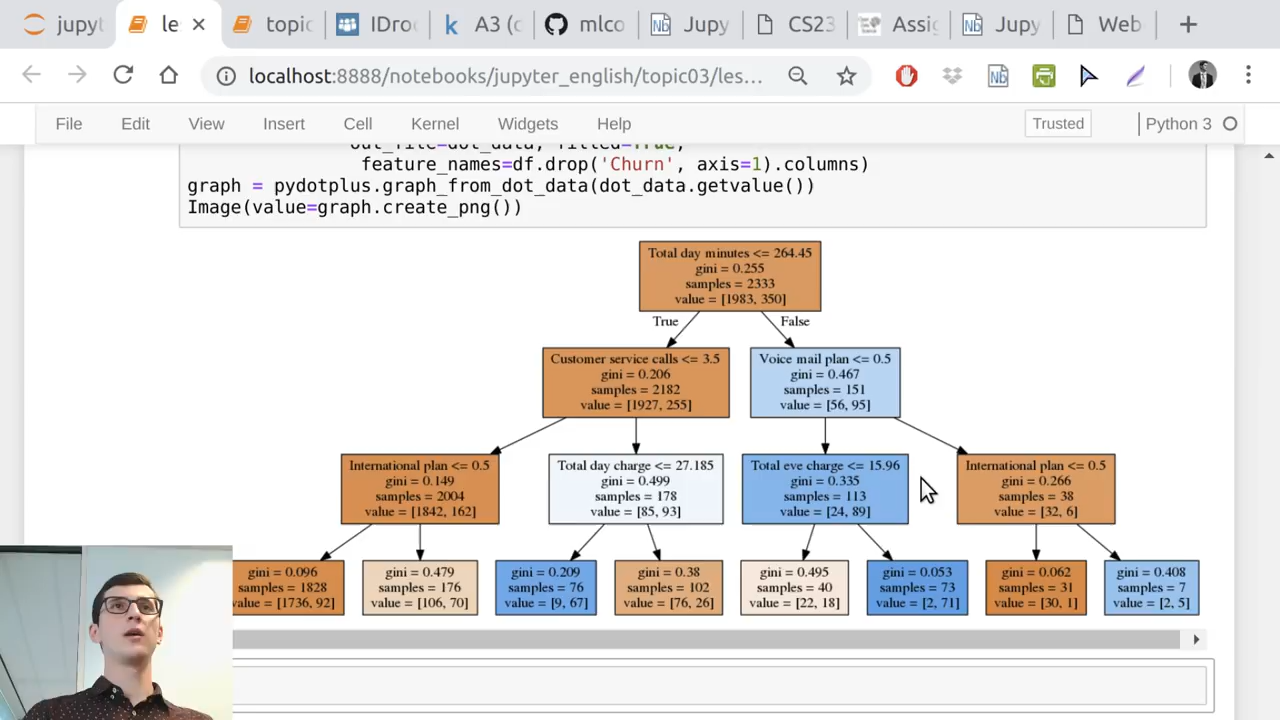 jupyt
le
topic
IDro
k
A3 (c
mlco
Nb
Jupy
CS23
Assig
Nb
Jupy
Web
localhost:8888/notebooks/jupyter_english/topic03/les...
Nb
File
Edit
View
Insert
Cell
Kernel
Widgets
Help
Trusted
Python 3
out_file=dot_data, filled=True,
feature_names=df.drop('Churn', axis=1).columns)
graph = pydotplus.graph_from_dot_data(dot_data.getvalue())
Image(value=graph.create_png())
Total day minutes <= 264.45
gini = 0.255
samples = 2333
value = [1983, 350]
True
False
Customer service calls <= 3.5
gini = 0.206
samples = 2182
value = [1927, 255]
Voice mail plan <= 0.5
gini = 0.467
samples = 151
value = [56, 95]
International plan <= 0.5
gini = 0.149
samples = 2004
value = [1842, 162]
Total day charge <= 27.185
gini = 0.499
samples = 178
value = [85, 93]
Total eve charge <= 15.96
gini = 0.335
samples = 113
value = [24, 89]
International plan <= 0.5
gini = 0.266
samples = 38
value = [32, 6]
gini = 0.096
samples = 1828
value = [1736, 92]
gini = 0.479
samples = 176
value = [106, 70]
gini = 0.209
samples = 76
value = [9, 67]
gini = 0.38
samples = 102
value = [76, 26]
gini = 0.495
samples = 40
value = [22, 18]
gini = 0.053
samples = 73
value = [2, 71]
gini = 0.062
samples = 31
value = [30, 1]
gini = 0.408
samples = 7
value = [2, 5]